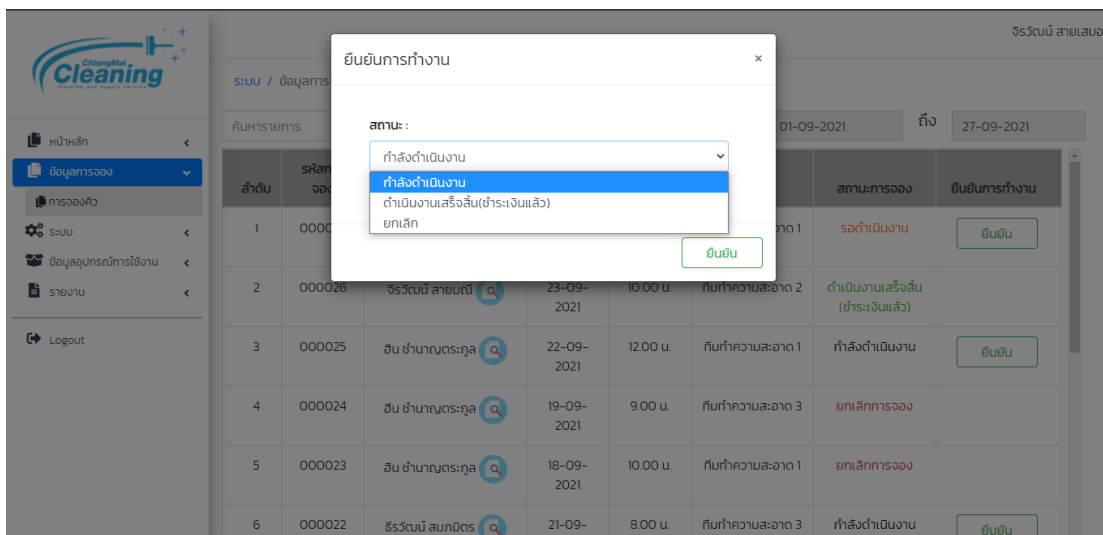 จิรวัฒน์ สายเสมอ
ChiangMai
Cleaning
cleaning and supply service
ยืนยันการทำงาน ×
ระบบ / ข้อมูลการ
ค้นหารายการ
สถานะ :
01-09-2021 ถึง 27-09-2021
หน้าหลัก
ข้อมูลการจอง
การจองคิว
ระบบ
ข้อมูลอุปกรณ์การใช้งาน
รายงาน
Logout
กำลังดำเนินงาน
กำลังดำเนินงาน
ดำเนินงานเสร็จสิ้น(ชำระเงินแล้ว)
ยกเลิก
ยืนยัน
ลำดับ สถานะการจอง ยืนยันการทำงาน
1 รอดำเนินงาน ยืนยัน
2 000026 จิรวัฒน์ สายมณี 23-09-2021 10.00 น. ทีมทำความสะอาด 2 ดำเนินงานเสร็จสิ้น (ชำระเงินแล้ว)
3 000025 ฮีน ชำนาญตระกูล 22-09-2021 12.00 น. ทีมทำความสะอาด 1 กำลังดำเนินงาน ยืนยัน
4 000024 ฮีน ชำนาญตระกูล 19-09-2021 9.00 น. ทีมทำความสะอาด 3 ยกเลิกการจอง
5 000023 ฮีน ชำนาญตระกูล 18-09-2021 10.00 น. ทีมทำความสะอาด 1 ยกเลิกการจอง
6 000022 ธีรวัฒน์ สมภมิตร 21-09- 8.00 น. ทีมทำความสะอาด 3 กำลังดำเนินงาน ยืนยัน